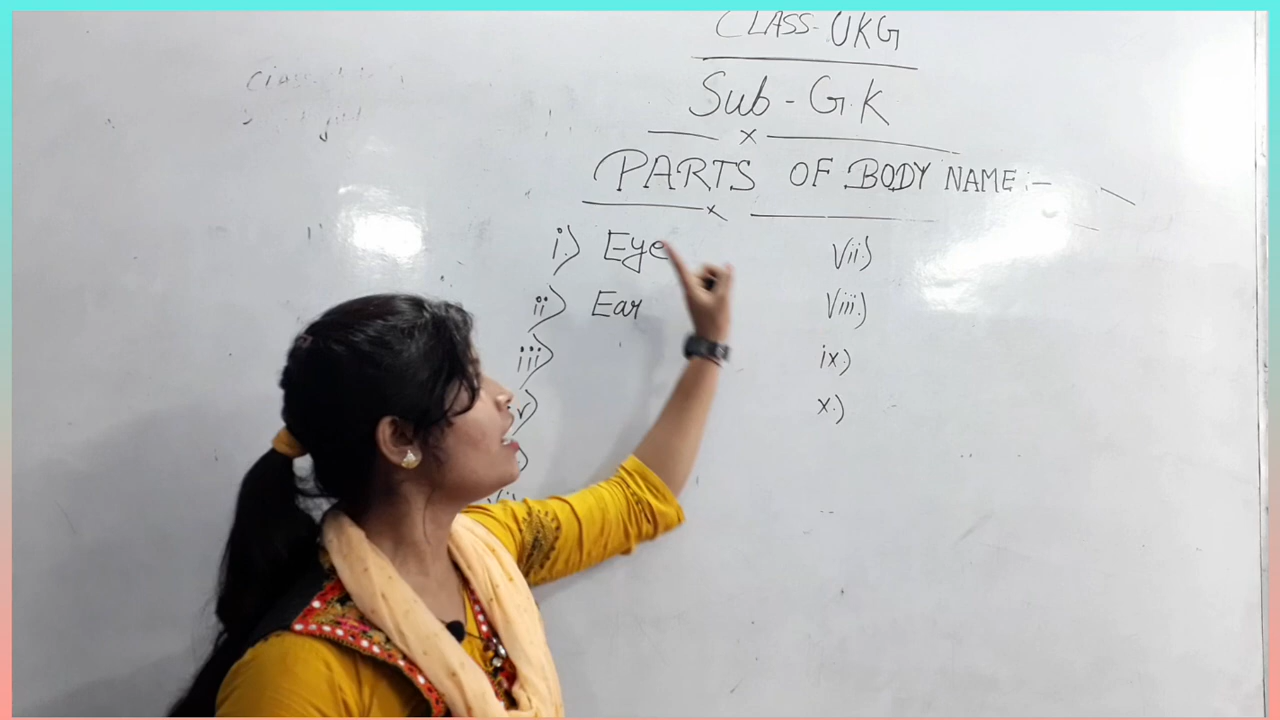 CLASS-UKG
Sub - G.K
PARTS OF BODY NAME :-
i.) Eye
ii) Ear
iii)
vii.)
viii.)
ix.)
x.)